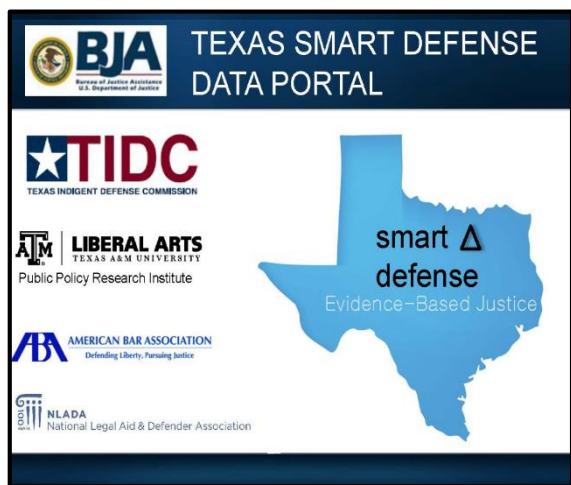 BJA
Bureau of Justice Assistance
U.S. Department of Justice
TEXAS SMART DEFENSE
DATA PORTAL
TIDC
TEXAS INDIGENT DEFENSE COMMISSION
ATM
LIBERAL ARTS
TEXAS A&M UNIVERSITY
Public Policy Research Institute
ABA
AMERICAN BAR ASSOCIATION
Defending Liberty, Pursuing Justice
NLADA
National Legal Aid & Defender Association
smart Δ
defense
Evidence-Based Justice